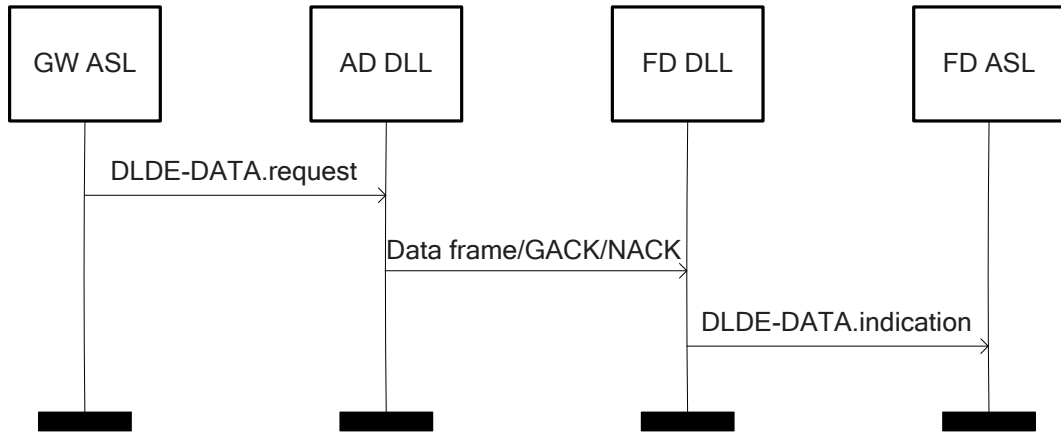 GW ASL
AD DLL
FD DLL
FD ASL
DLDE-DATA.request
Data frame/GACK/NACK
DLDE-DATA.indication